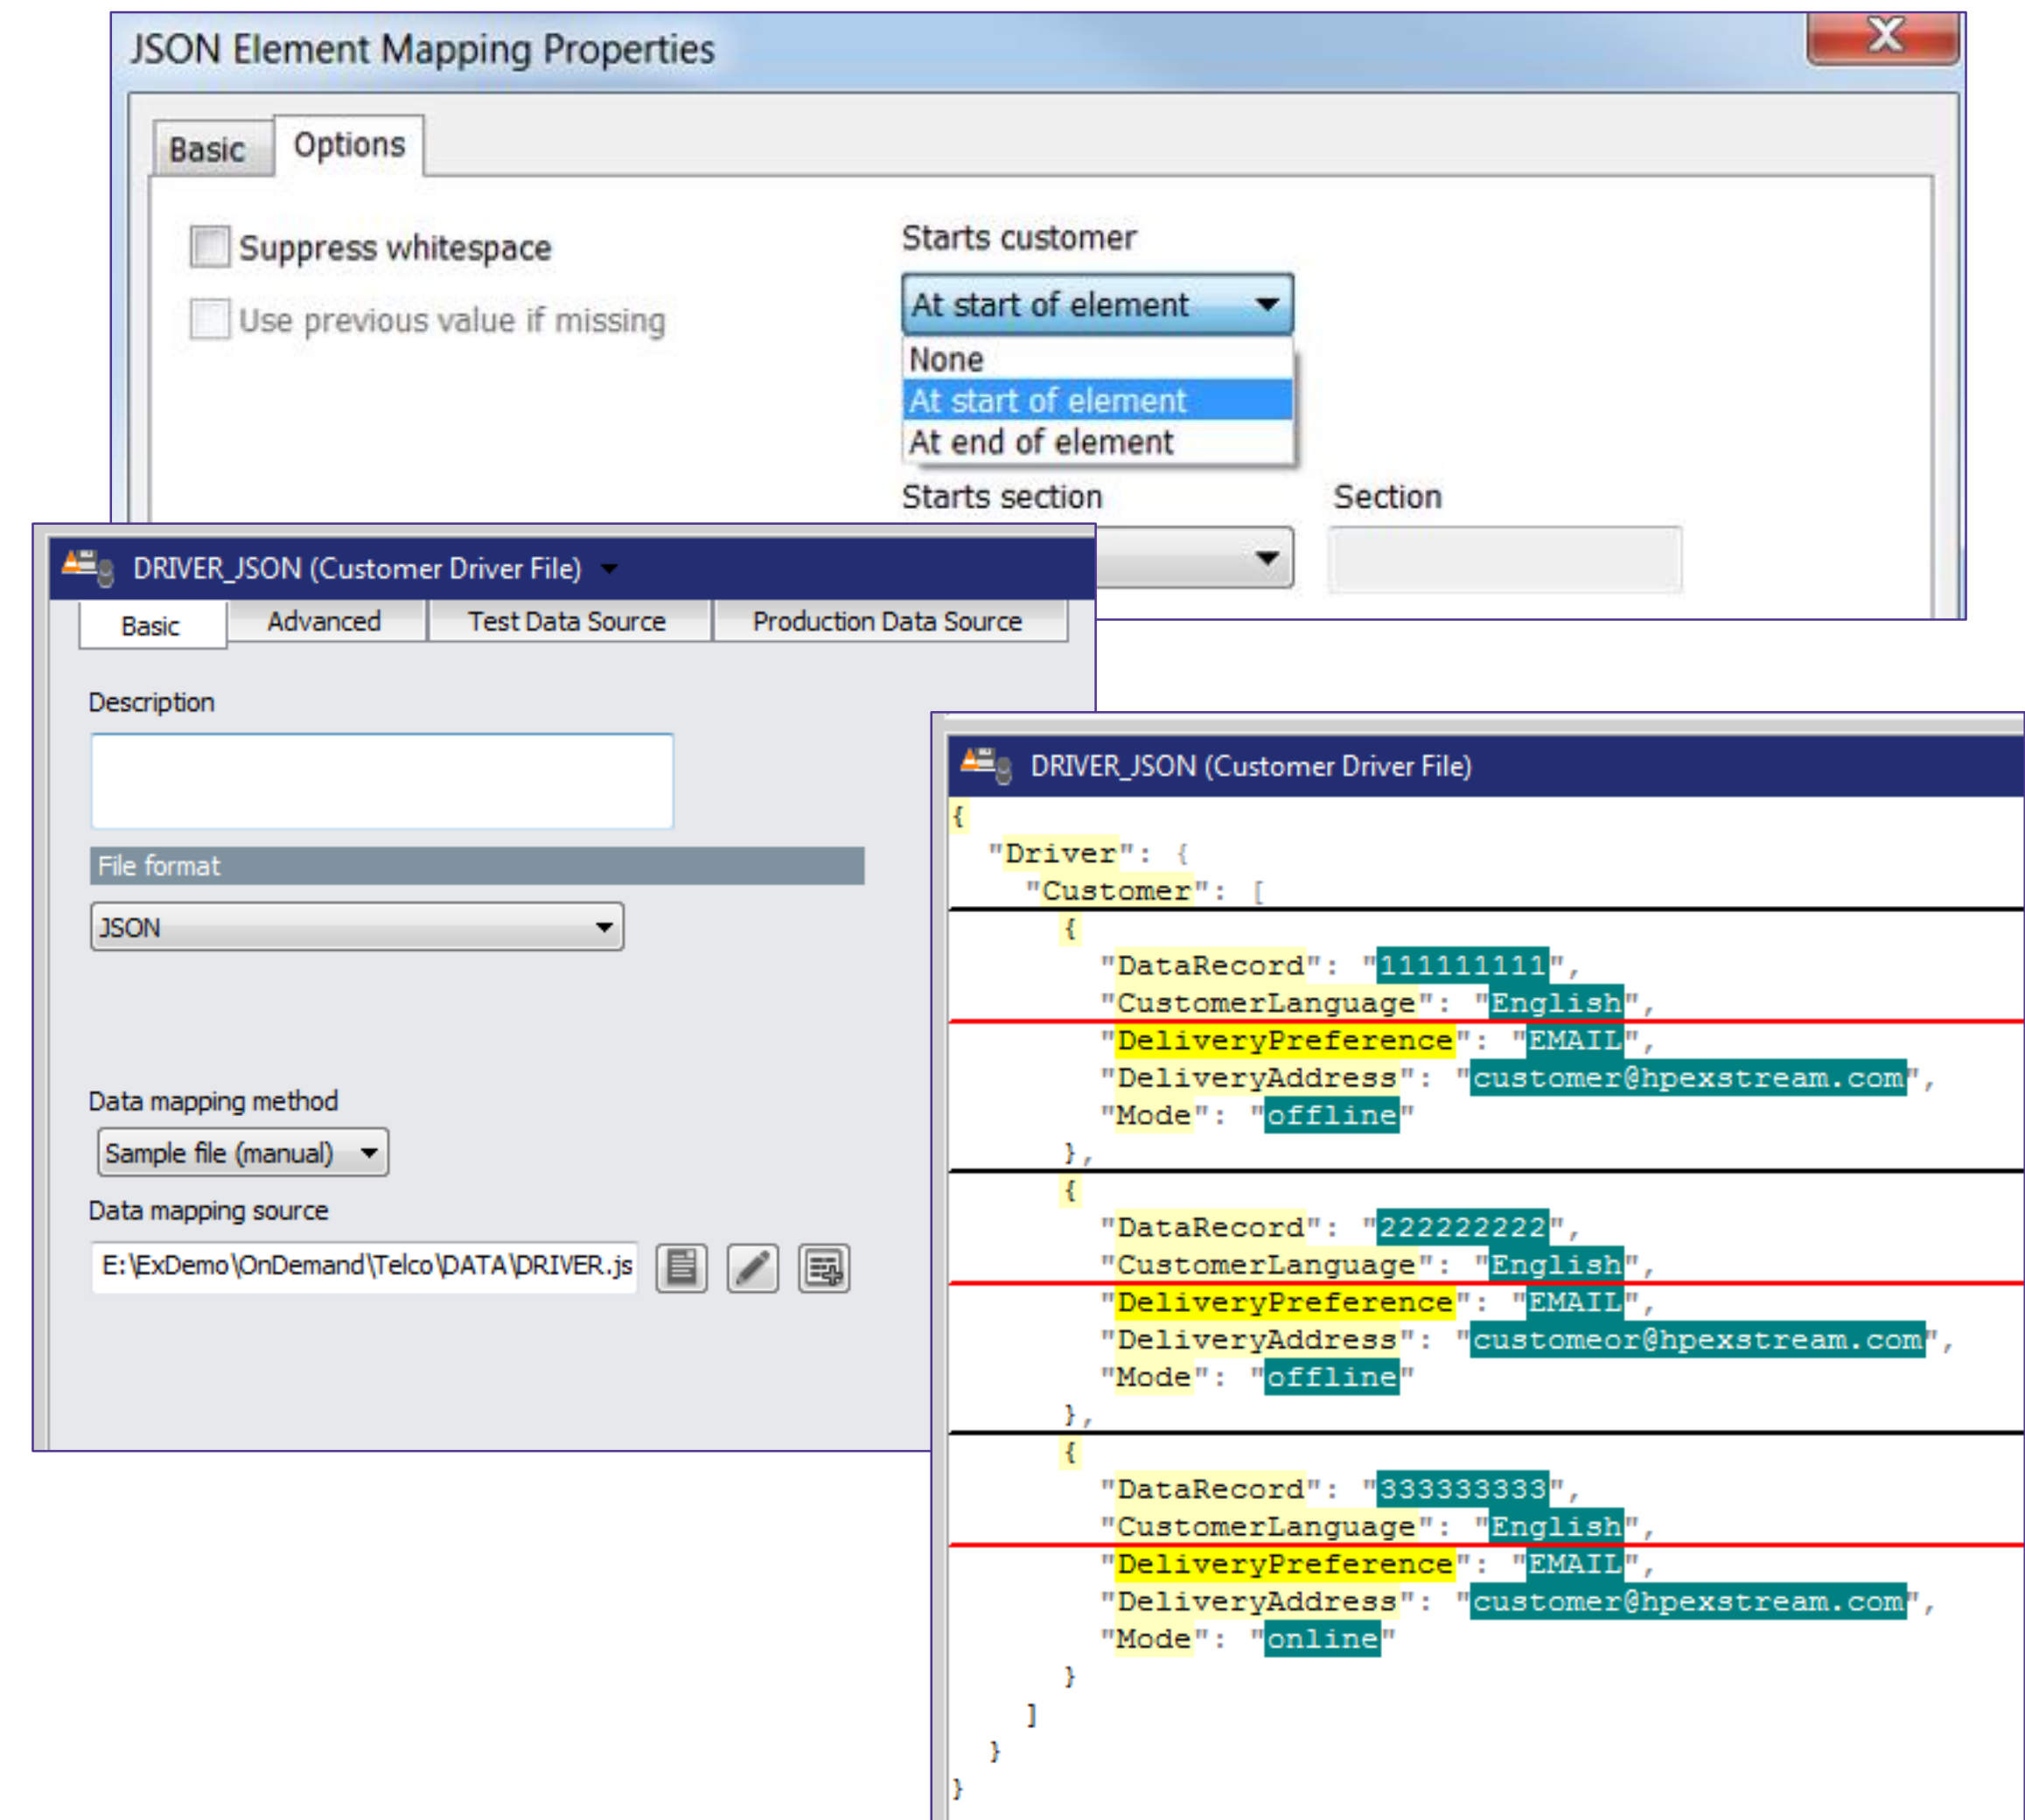 JSON Element Mapping Properties
X
Basic Options
Suppress whitespace
Use previous value if missing
Starts customer
At start of element
None
At start of element
At end of element
Starts section Section
DRIVER_JSON (Customer Driver File)
Basic Advanced Test Data Source Production Data Source
Description
File format
JSON
Data mapping method
Sample file (manual)
Data mapping source
E:\ExDemo\OnDemand\Telco\DATA\DRIVER.js
DRIVER_JSON (Customer Driver File)
{
"Driver": {
"Customer": [
{
"DataRecord": "111111111",
"CustomerLanguage": "English",
"DeliveryPreference": "EMAIL",
"DeliveryAddress": "customer@hpexstream.com",
"Mode": "offline"
},
{
"DataRecord": "222222222",
"CustomerLanguage": "English",
"DeliveryPreference": "EMAIL",
"DeliveryAddress": "customeor@hpexstream.com",
"Mode": "offline"
},
{
"DataRecord": "333333333",
"CustomerLanguage": "English",
"DeliveryPreference": "EMAIL",
"DeliveryAddress": "customer@hpexstream.com",
"Mode": "online"
}
]
}
}